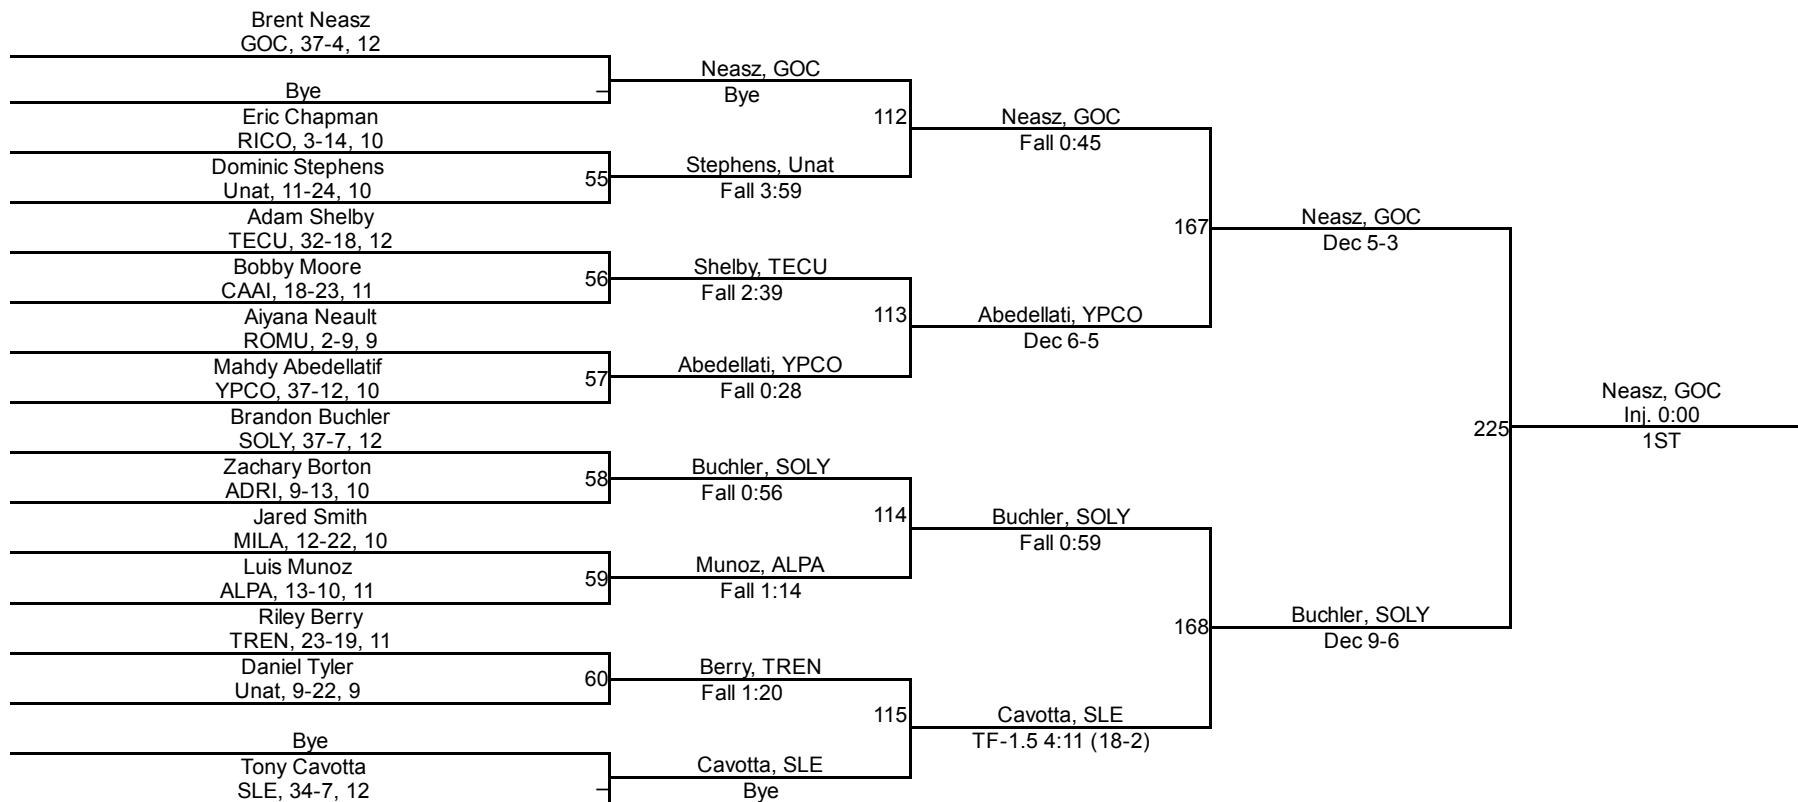 Brent Neasz
GOC, 37-4, 12
Bye
Eric Chapman
RICO, 3-14, 10
Dominic Stephens
Unat, 11-24, 10
55
Adam Shelby
TECU, 32-18, 12
Bobby Moore
CAAI, 18-23, 11
56
Aiyana Neault
ROMU, 2-9, 9
Mahdy Abedellatif
YPCO, 37-12, 10
57
Brandon Buchler
SOLY, 37-7, 12
Zachary Borton
ADRI, 9-13, 10
58
Jared Smith
MILA, 12-22, 10
Luis Munoz
ALPA, 13-10, 11
59
Riley Berry
TREN, 23-19, 11
Daniel Tyler
Unat, 9-22, 9
60
Bye
Tony Cavotta
SLE, 34-7, 12
Neasz, GOC
Bye
112
Stephens, Unat
Fall 3:59
Shelby, TECU
Fall 2:39
113
Abedellati, YPCO
Fall 0:28
Buchler, SOLY
Fall 0:56
114
Munoz, ALPA
Fall 1:14
Berry, TREN
Fall 1:20
115
Cavotta, SLE
Bye
Neasz, GOC
Fall 0:45
167
Abedellati, YPCO
Dec 6-5
Buchler, SOLY
Fall 0:59
168
Cavotta, SLE
TF-1.5 4:11 (18-2)
Neasz, GOC
Dec 5-3
225
Buchler, SOLY
Dec 9-6
Neasz, GOC
Inj. 0:00
1ST